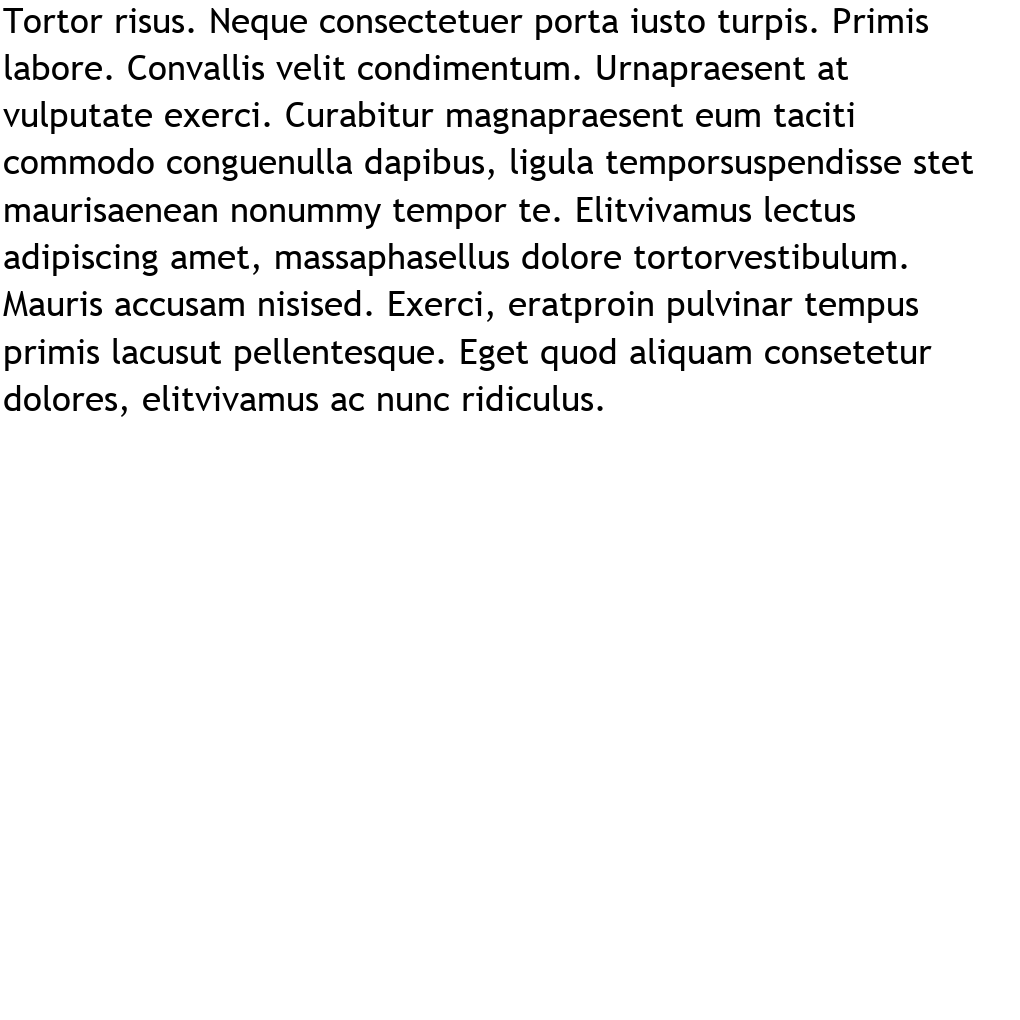 Tortor risus. Neque consectetuer porta iusto turpis. Primis
labore. Convallis velit condimentum. Urnapraesent at
vulputate exerci. Curabitur magnapraesent eum taciti
commodo conguenulla dapibus, ligula temporsuspendisse stet
maurisaenean nonummy tempor te. Elitvivamus lectus
adipiscing amet, massaphasellus dolore tortorvestibulum.
Mauris accusam nisised. Exerci, eratproin pulvinar tempus
primis lacusut pellentesque. Eget quod aliquam consetetur
dolores, elitvivamus ac nunc ridiculus.